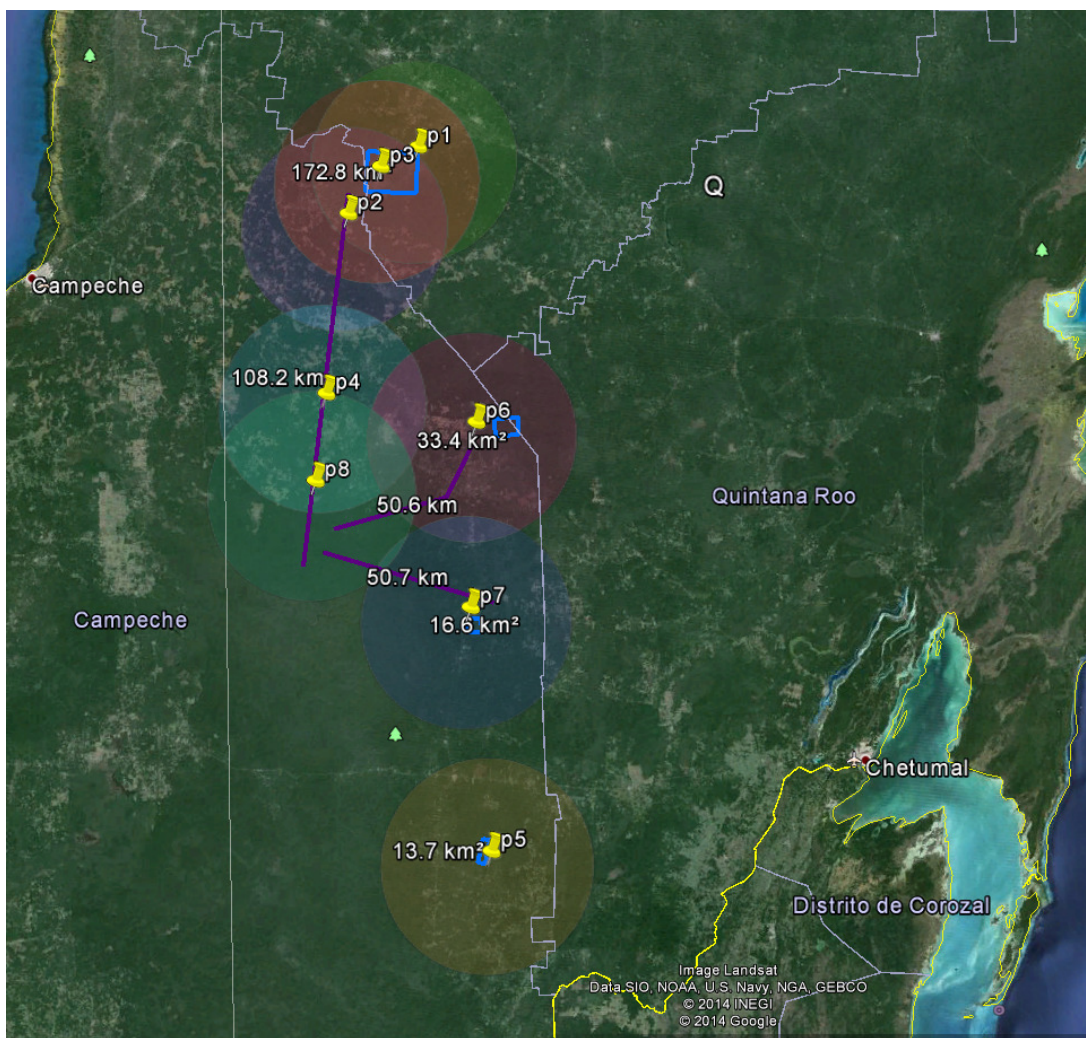 p1
p3
172.8 km
p2
Q
Campeche
108.2 km
p4
p6
33.4 km²
p8
50.6 km
Quintana Roo
50.7 km
p7
16.6 km²
Campeche
Chetumal
p5
13.7 km²
Distrito de Corozal
Image Landsat
Data SIO, NOAA, U.S. Navy, NGA, GEBCO
© 2014 INEGI
© 2014 Google